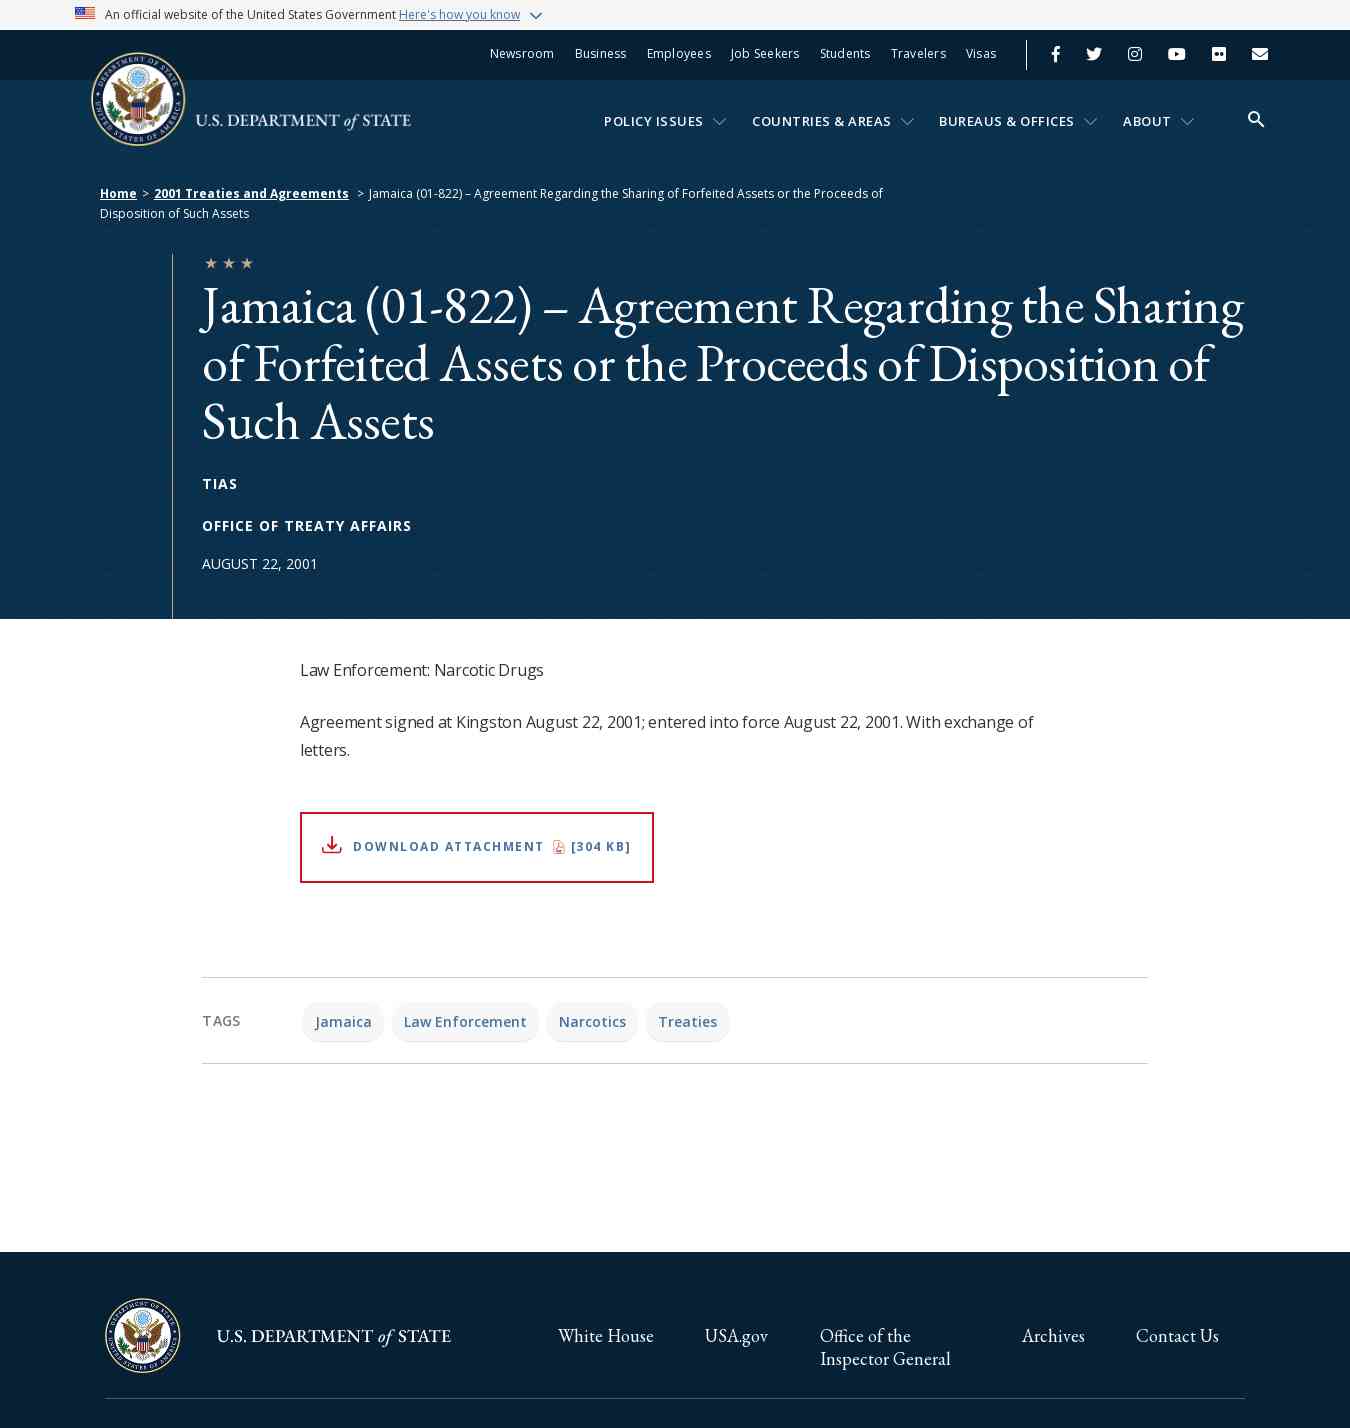 An official website of the United States Government Here's how you know
Newsroom Business Employees Job Seekers Students Travelers Visas
U.S. DEPARTMENT of STATE
POLICY ISSUES COUNTRIES & AREAS BUREAUS & OFFICES ABOUT
Home > 2001 Treaties and Agreements > Jamaica (01-822) – Agreement Regarding the Sharing of Forfeited Assets or the Proceeds of
Disposition of Such Assets
Jamaica (01-822) – Agreement Regarding the Sharing
of Forfeited Assets or the Proceeds of Disposition of
Such Assets
TIAS
OFFICE OF TREATY AFFAIRS
AUGUST 22, 2001
Law Enforcement: Narcotic Drugs
Agreement signed at Kingston August 22, 2001; entered into force August 22, 2001. With exchange of
letters.
DOWNLOAD ATTACHMENT [304 KB]
TAGS Jamaica Law Enforcement Narcotics Treaties
U.S. DEPARTMENT of STATE
White House USA.gov Office of the Archives Contact Us
Inspector General